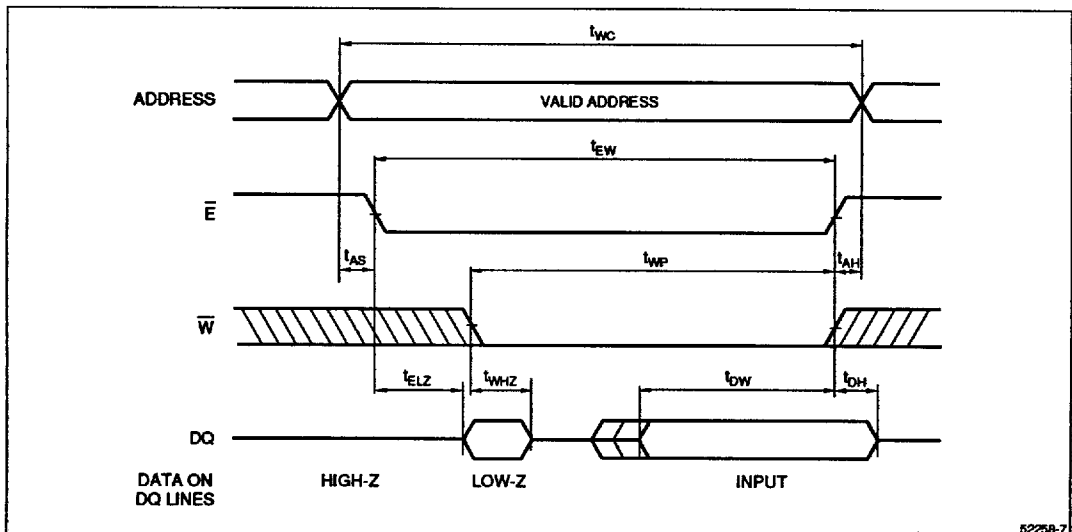 tWC
ADDRESS
VALID ADDRESS
tEW
E
tAS
tWP
tAH
W
tELZ
tWHZ
tDW
tDH
DQ
DATA ON
DQ LINES
HIGH-Z
LOW-Z
INPUT
52258-7